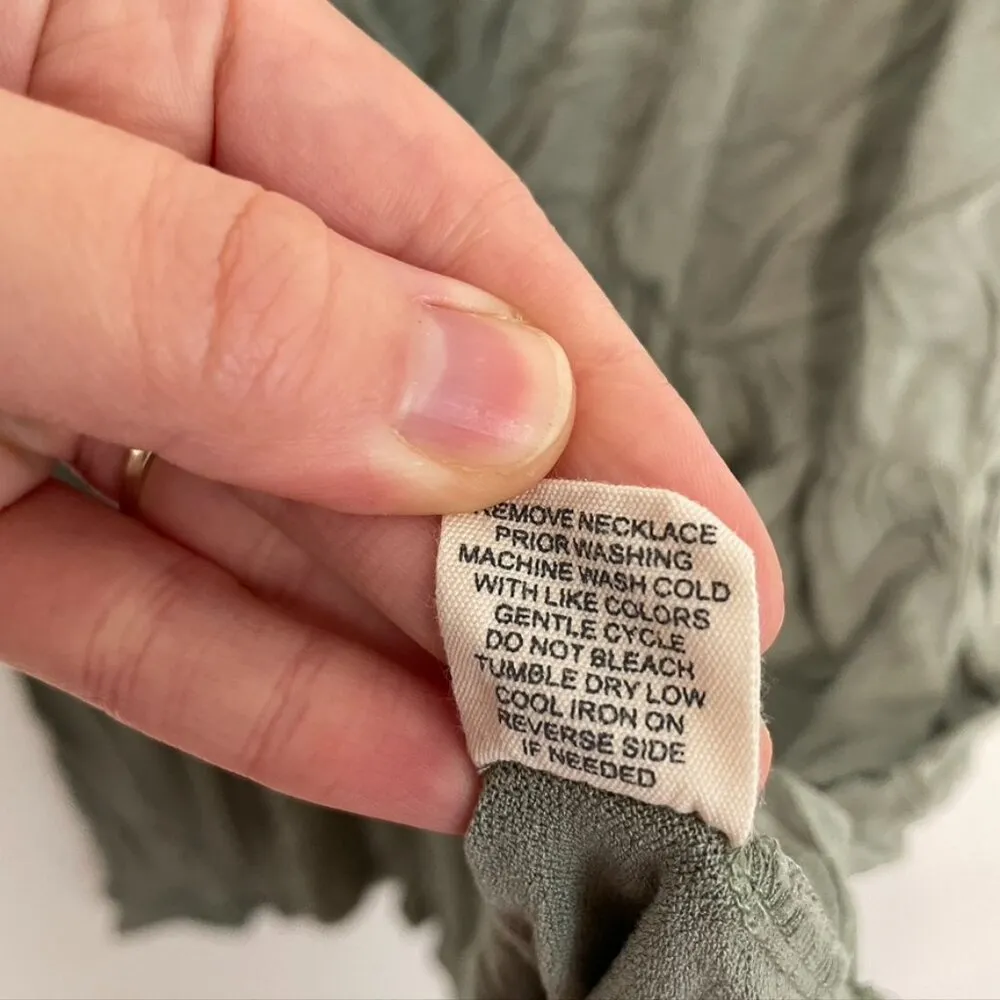 REMOVE NECKLACE
PRIOR WASHING
MACHINE WASH COLD
WITH LIKE COLORS
GENTLE CYCLE
DO NOT BLEACH
TUMBLE DRY LOW
COOL IRON ON
REVERSE SIDE
IF NEEDED